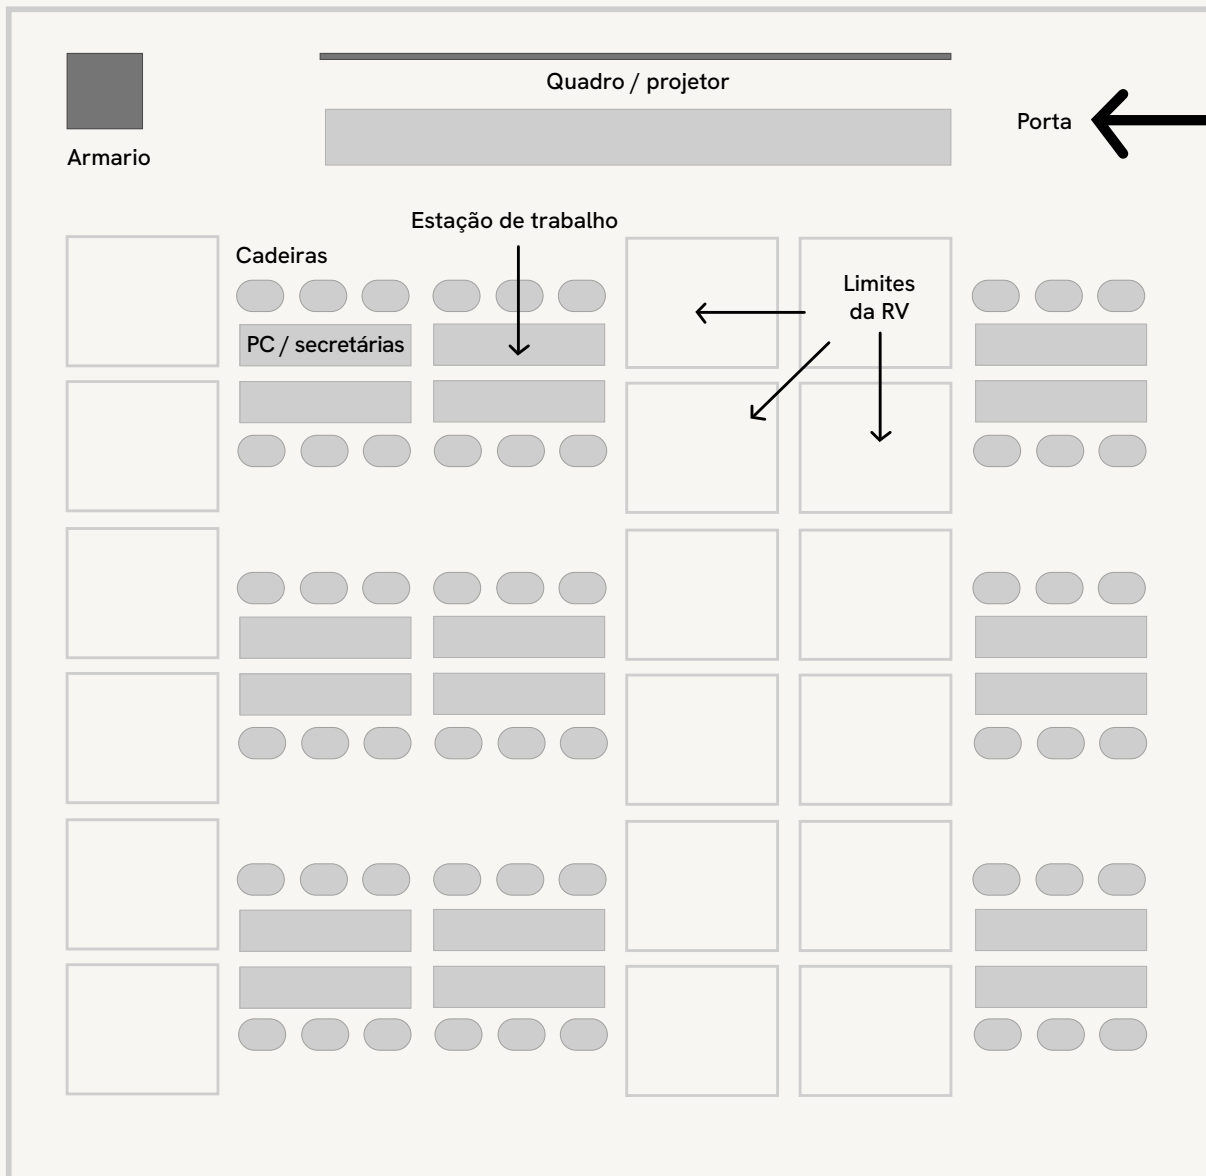 Quadro / projetor
Porta
Armario
Estação de trabalho
Cadeiras
Limites
da RV
PC / secretárias